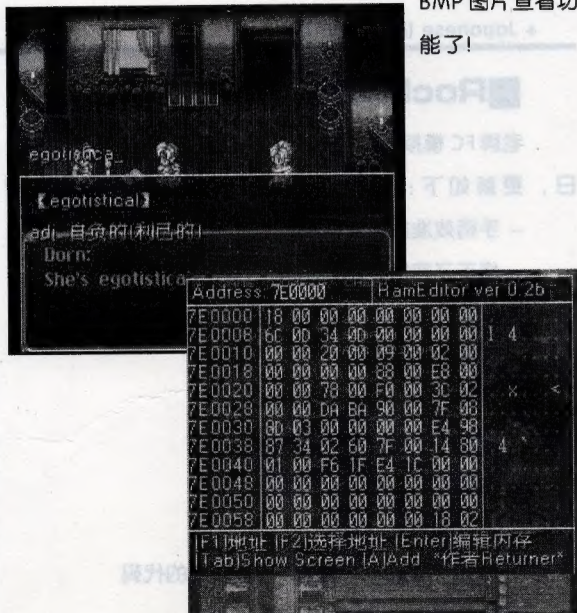 BMP图片查看功
能了!
egotistica_
【egotistical】
adj. 自负的(利己的)
Dorn:
She's egotistica
Address: 7E0000 RamEditor ver 0.26
7E0000 18 00 00 00 00 00 00 00
7E0008 6C 0D 34 0D 00 00 00 00 l 4
7E0010 00 00 20 00 09 00 02 00
7E0018 00 00 00 00 88 00 E8 00
7E0020 00 00 78 00 F0 00 3C 02 x <
7E0028 00 00 DA BA 90 00 7F 08
7E0030 8D 03 00 00 00 00 E4 98
7E0038 87 34 02 60 7F 00 14 80 4
7E0040 01 00 F6 1F E4 1C 00 00
7E0048 00 00 00 00 00 00 00 00
7E0050 00 00 00 00 00 00 00 00
7E0058 00 00 00 00 00 00 18 02
[F1]地址 [F2]选择地址 [Enter]编辑内存
[Tab]Show Screen [A]Add *作者Returner*